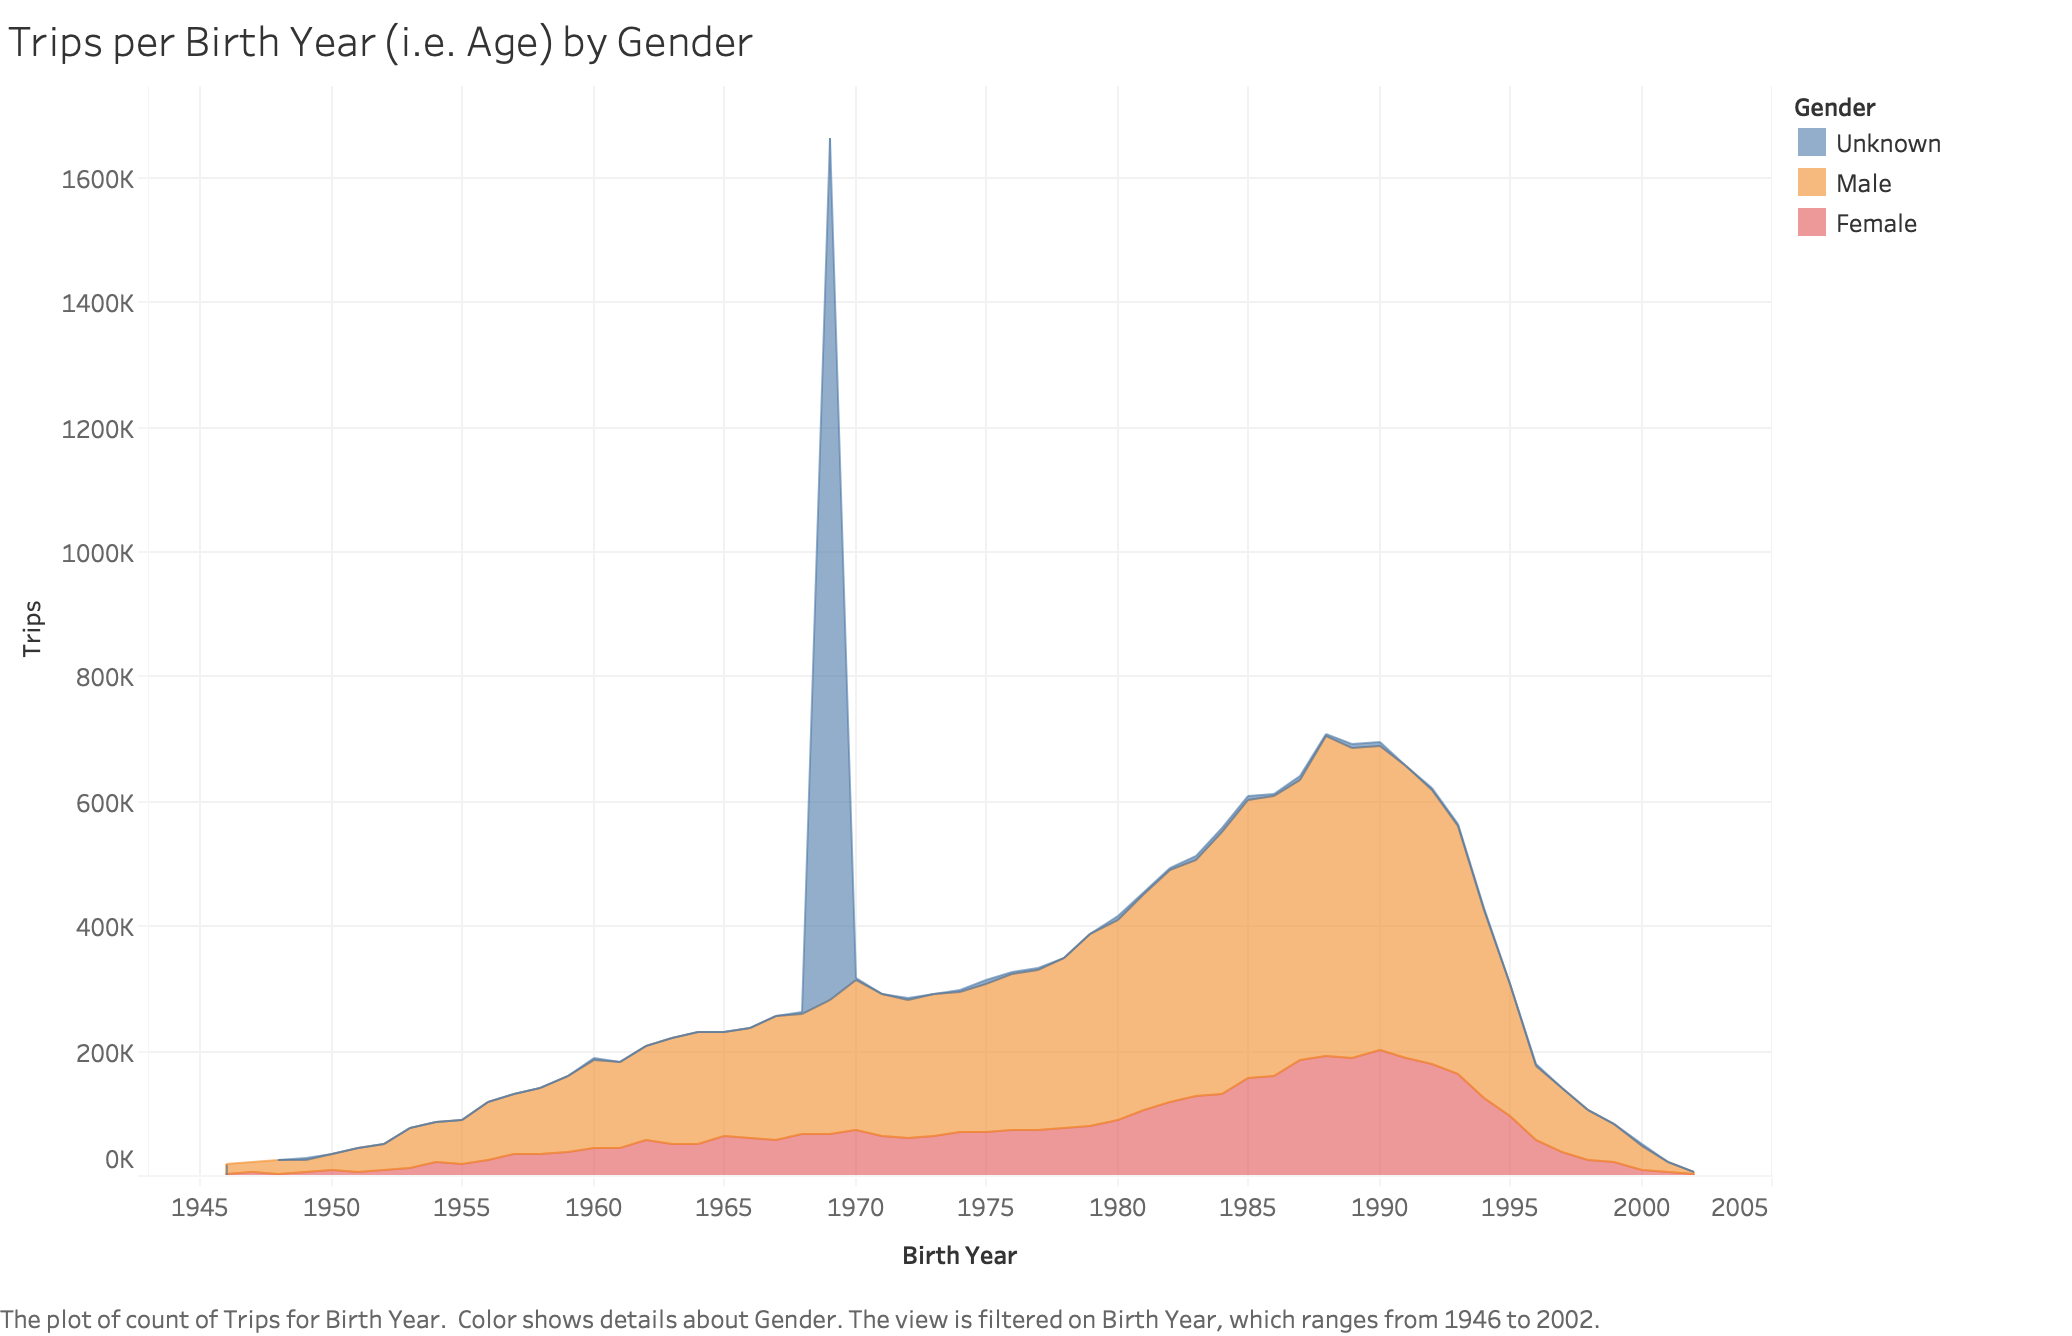 Trips per Birth Year (i.e. Age) by Gender
Gender
Unknown
Male
Female
1600K
1400K
1200K
1000K
800K
600K
400K
200K
0K
Trips
1945 1950 1955 1960 1965 1970 1975 1980 1985 1990 1995 2000 2005
Birth Year
The plot of count of Trips for Birth Year.  Color shows details about Gender. The view is filtered on Birth Year, which ranges from 1946 to 2002.